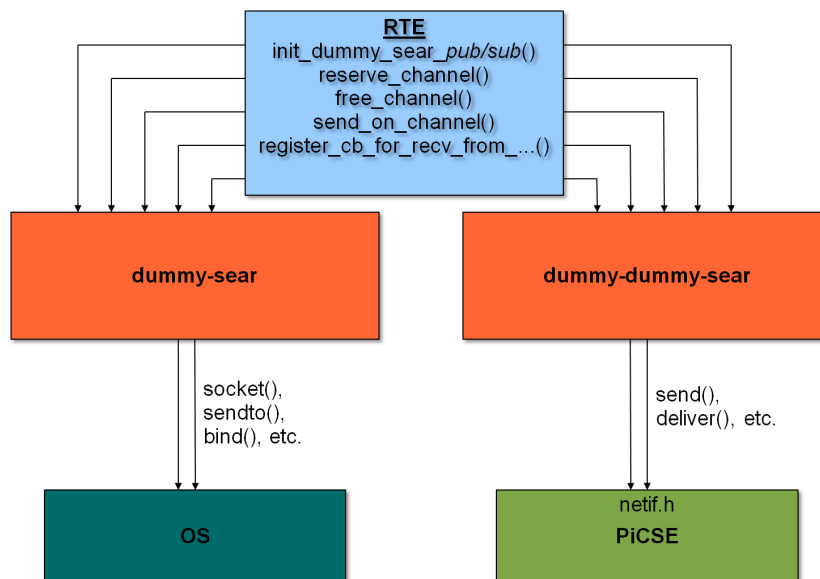 RTE
init_dummy_sear_pub/sub()
reserve_channel()
free_channel()
send_on_channel()
register_cb_for_recv_from_...()
dummy-sear
dummy-dummy-sear
socket(),
sendto(),
bind(), etc.
send(),
deliver(), etc.
OS
netif.h
PiCSE